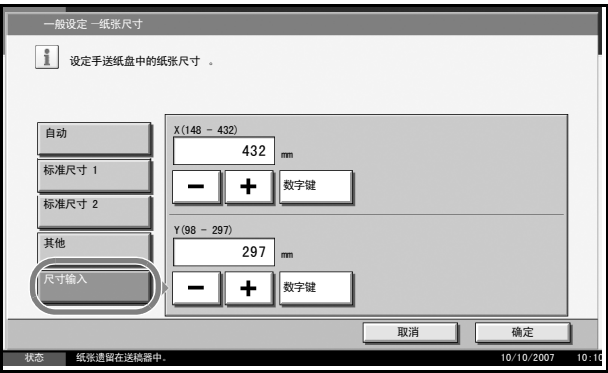 一般设定 -纸张尺寸
i 设定手送纸盘中的纸张尺寸 。
自动
标准尺寸 1
标准尺寸 2
其他
尺寸输入
X(148 - 432)
432 mm
- + 数字键
Y(98 - 297)
297 mm
- + 数字键
取消 确定
状态 纸张遗留在送稿器中. 10/10/2007 10:10